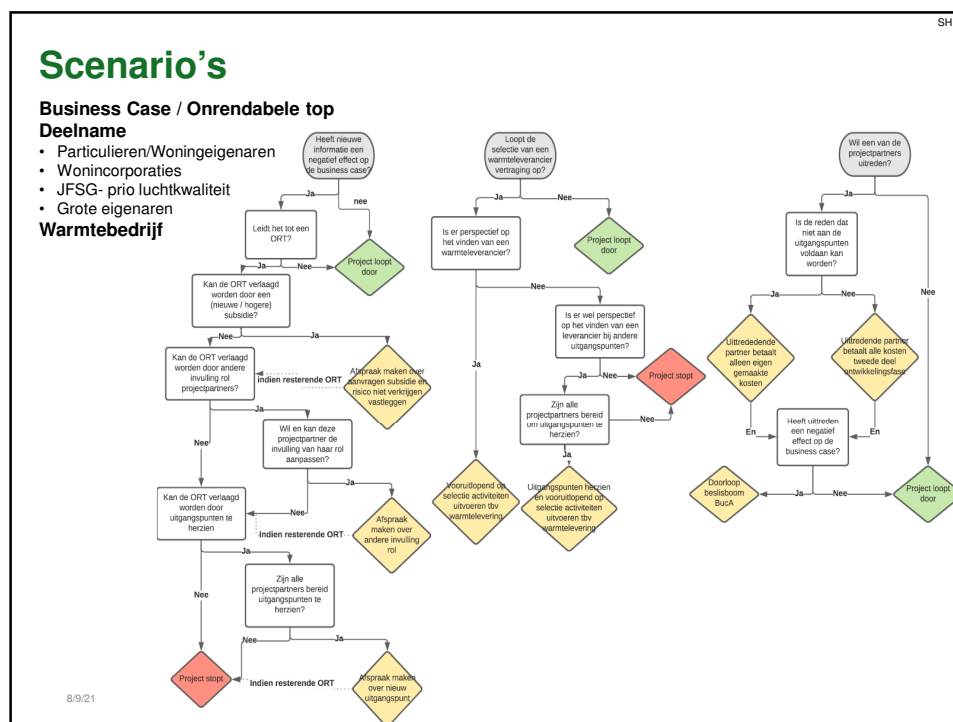 SH
Scenario's
Business Case / Onrendabele top
Deelname
• Particulieren/Woningeigenaren
• Wonincorporaties
• JFSG- prio luchtkwaliteit
• Grote eigenaren
Warmtebedrijf
Heeft nieuwe
informatie een
negatief effect op
de business case?
Ja
nee
Leidt het tot een
ORT?
Project loopt
door
Ja
Nee
Kan de ORT verlaagd
worden door een
(nieuwe / hogere)
subsidie?
Nee
Ja
Kan de ORT verlaagd
worden door andere
invulling rol
projectpartners?
Indien resterende ORT
Afspraak maken over
aanvragen subsidie en
risico niet verkrijgen
vastleggen
Ja
Nee
Wil en kan deze
projectpartner de
invulling van haar rol
aanpassen?
Ja
Nee
Kan de ORT verlaagd
worden door
uitgangspunten te
herzien
Indien resterende ORT
Afspraak
maken over
andere invulling
rol
Ja
Nee
Zijn alle
projectpartners bereid
uitgangspunten te
herzien?
Nee
Ja
Project stopt
Indien resterende ORT
Afspraak maken
over nieuw
uitgangspunt
Loopt de
selectie van een
warmteleverancier
vertraging op?
Ja
Nee
Is er perspectief op
het vinden van een
warmteleverancier?
Project loopt
door
Nee
Ja
Is er wel perspectief
op het vinden van een
leverancier bij andere
uitgangspunten?
Ja
Nee
Project stopt
Zijn alle
projectpartners bereid
om uitgangspunten te
herzien?
Nee
Ja
Vooruitlopend op
selectie activiteiten
uitvoeren tbv
warmtelevering
Uitgangspunten herzien
en vooruitlopend op
selectie activiteiten
uitvoeren tbv
warmtelevering
Wil een van de
projectpartners
uitreden?
Ja
Is de reden dat
niet aan de
uitgangspunten
voldaan kan
worden?
Nee
Ja
Nee
Uittrededende
partner betaalt
alleen eigen
gemaakte
kosten
Uittredende partner
betaalt alle kosten
tweede deel
ontwikkelingsfase
En
En
Heeft uittreden
een negatief
effect op de
business case?
Doorloop
beslisboom
BucA
Ja
Nee
Project loopt
door
8/9/21